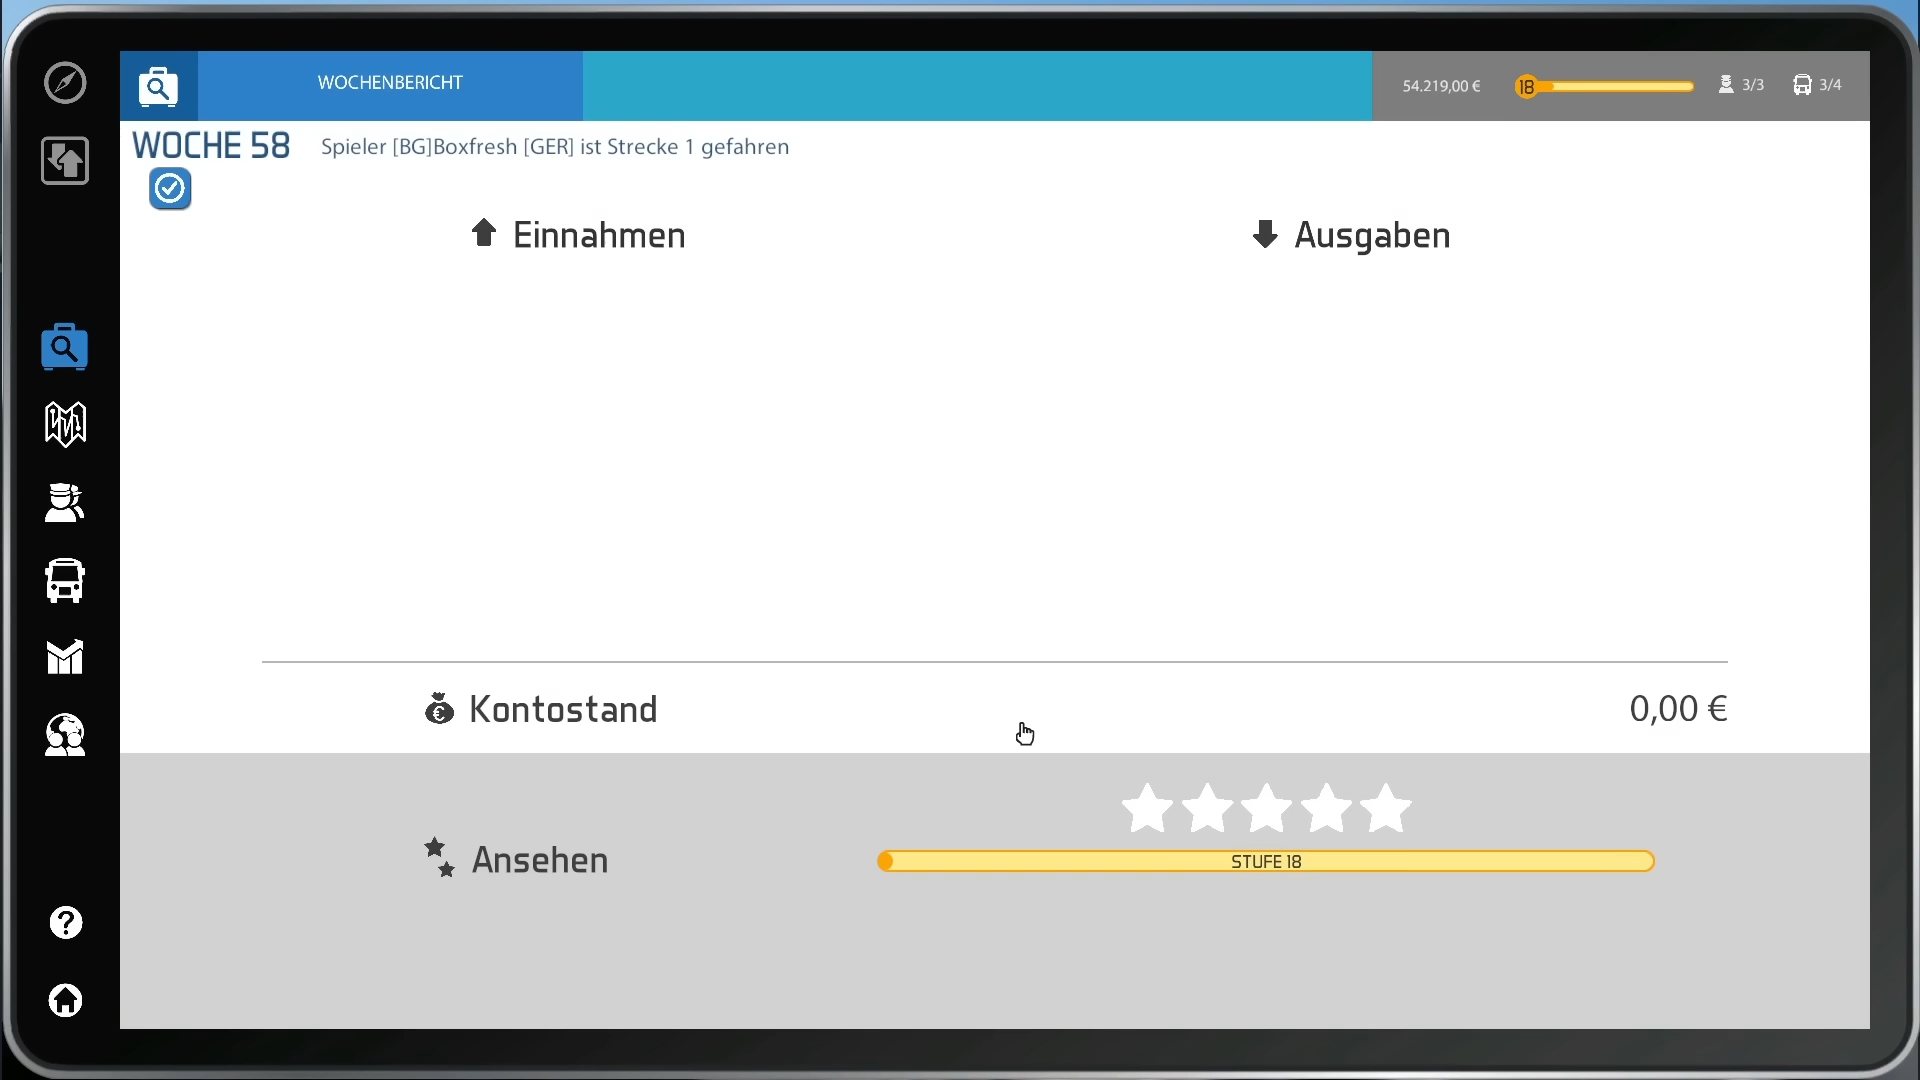 WOCHENBERICHT
54.219,00 €
18
3/3
3/4
WOCHE 58
Spieler [BG]Boxfresh [GER] ist Strecke 1 gefahren
Einnahmen
Ausgaben
Kontostand
0,00 €
Ansehen
STUFE 18